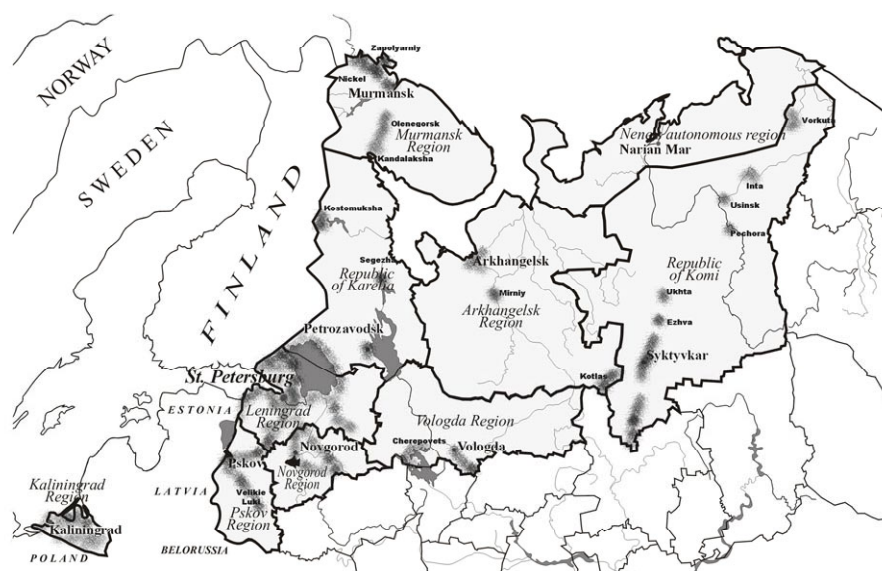 NORWAY
SWEDEN
FINLAND
Zapolyarniy
Nickel
Murmansk
Olenegorsk
Murmansk
Region
Kandalaksha
Nenets autonomous region
Narian Mar
Vorkuta
Inta
Usinsk
Pechora
Kostomuksha
Segezha
Republic
of Karelia
Arkhangelsk
Mirniy
Arkhangelsk
Region
Republic
of Komi
Ukhta
Ezhva
Syktyvkar
Kotlas
Petrozavodsk
St. Petersburg
ESTONIA
Leningrad
Region
Vologda Region
Cherepovets
Vologda
Novgorod
Novgorod
Region
Pskov
Velikie
Luki
Pskov
Region
LATVIA
Kaliningrad
Region
Kaliningrad
POLAND
BELORUSSIA